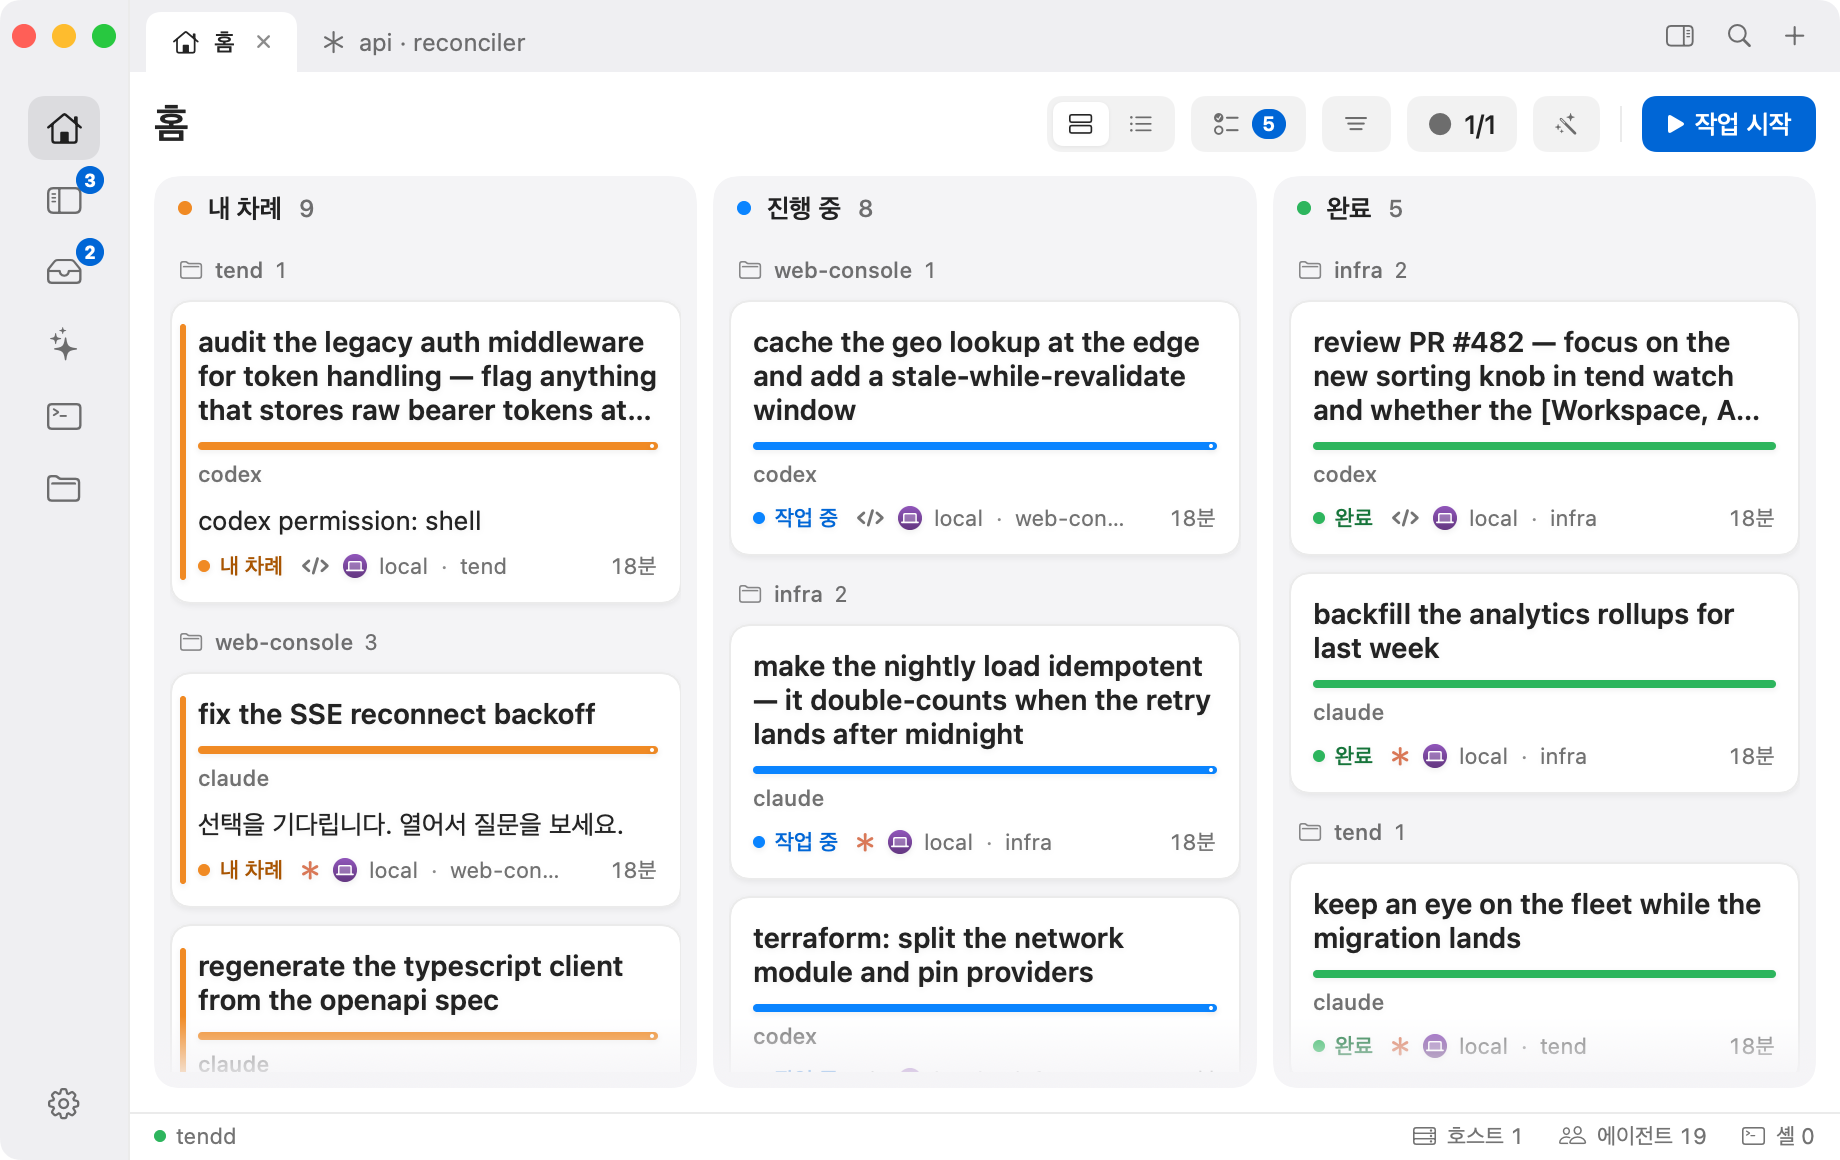 홈
api · reconciler
홈
5
1/1
작업 시작
3
2
내 차례 9
tend 1
audit the legacy auth middleware
for token handling — flag anything
that stores raw bearer tokens at...
codex
codex permission: shell
내 차례 local · tend 18분
web-console 3
fix the SSE reconnect backoff
claude
선택을 기다립니다. 열어서 질문을 보세요.
내 차례 local · web-con... 18분
regenerate the typescript client
from the openapi spec
claude
진행 중 8
web-console 1
cache the geo lookup at the edge
and add a stale-while-revalidate
window
codex
작업 중 local · web-con... 18분
infra 2
make the nightly load idempotent
— it double-counts when the retry
lands after midnight
claude
작업 중 local · infra 18분
terraform: split the network
module and pin providers
codex
완료 5
infra 2
review PR #482 — focus on the
new sorting knob in tend watch
and whether the [Workspace, A...
codex
완료 local · infra 18분
backfill the analytics rollups for
last week
claude
완료 local · infra 18분
tend 1
keep an eye on the fleet while the
migration lands
claude
완료 local · tend 18분
tendd
호스트 1
에이전트 19
셸 0